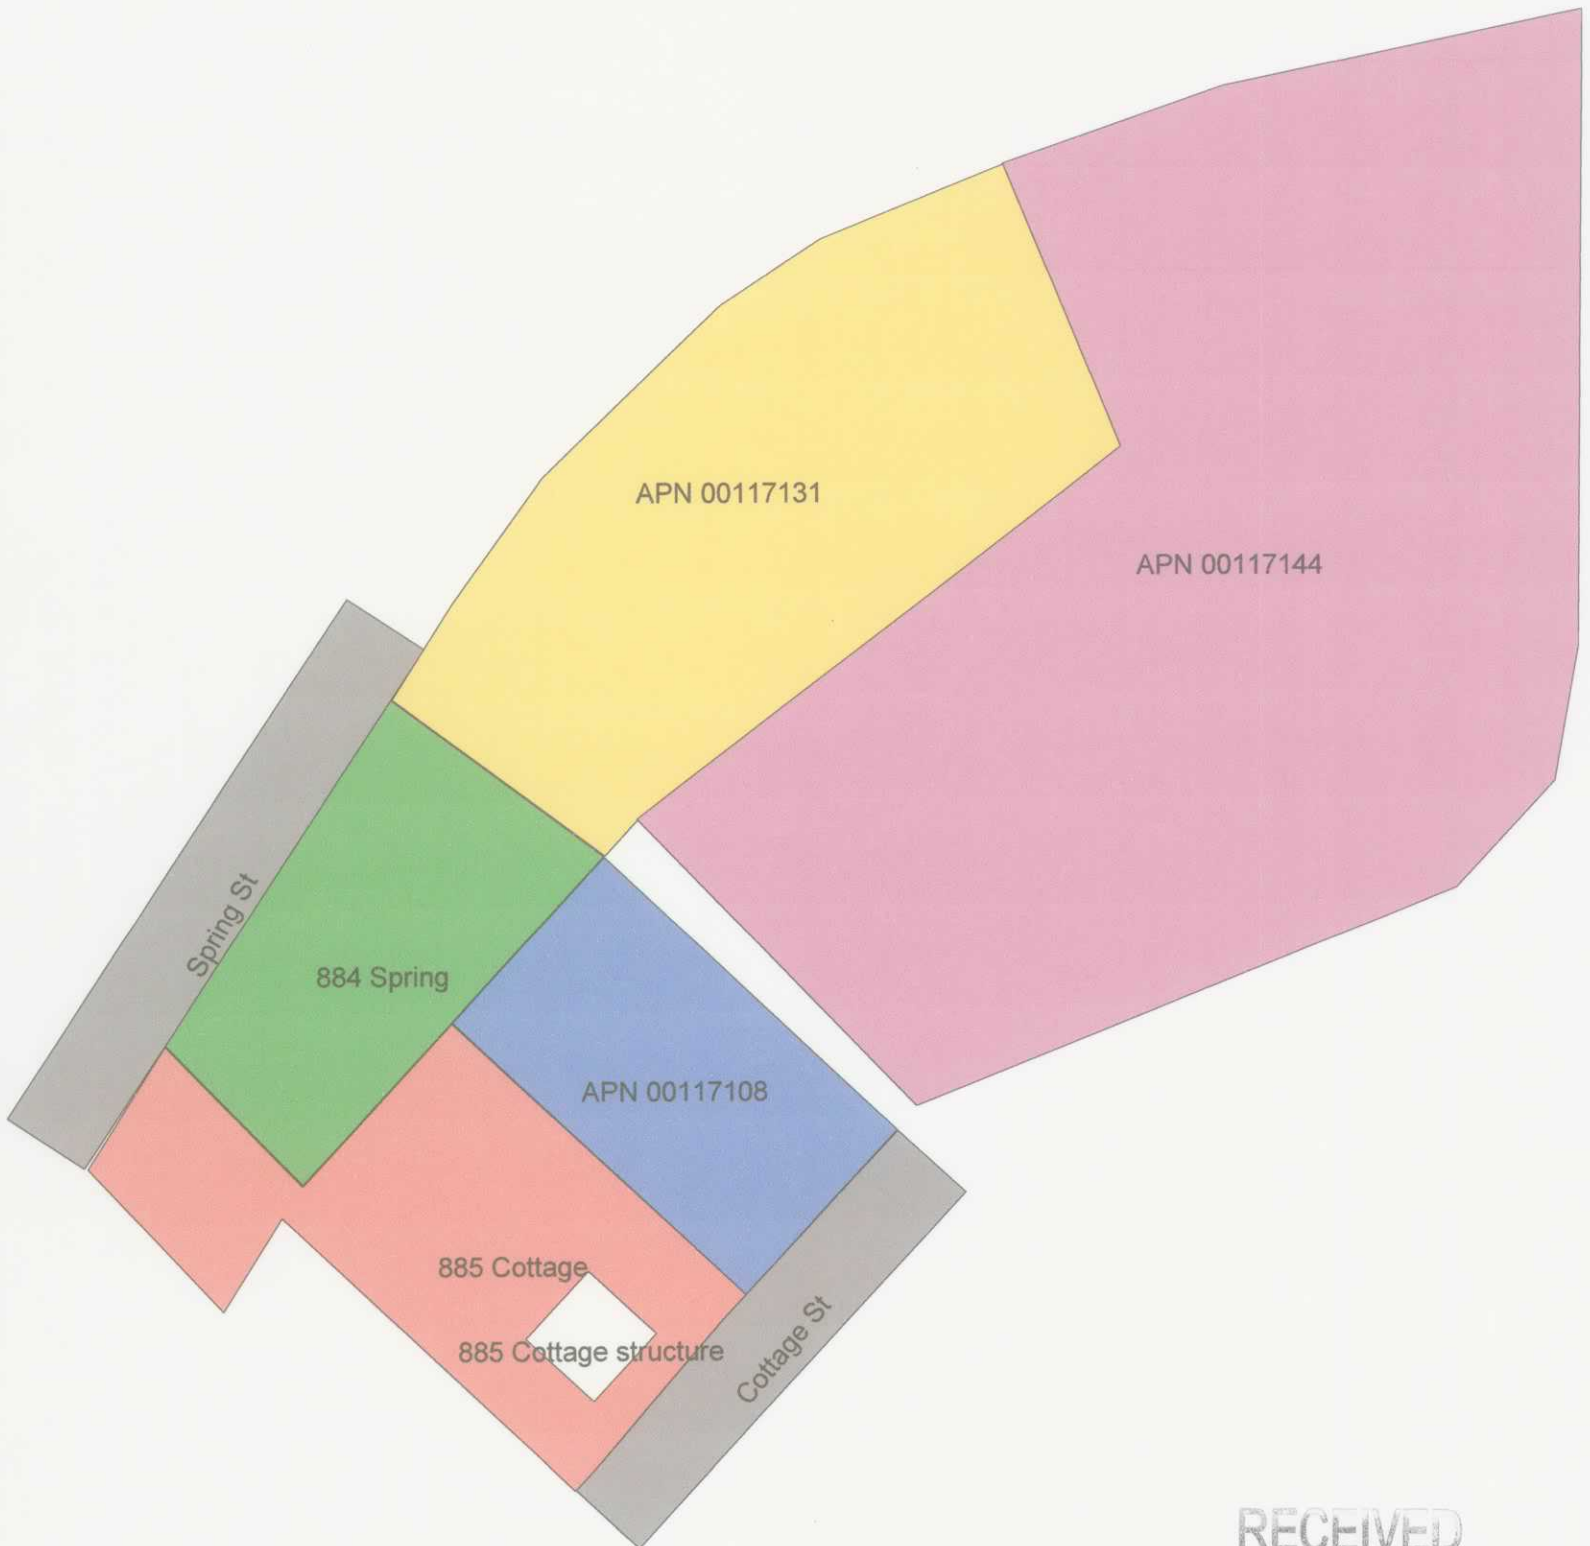 APN 00117131
APN 00117144
Spring St
884 Spring
APN 00117108
885 Cottage
885 Cottage structure
Cottage St
RECEIVED